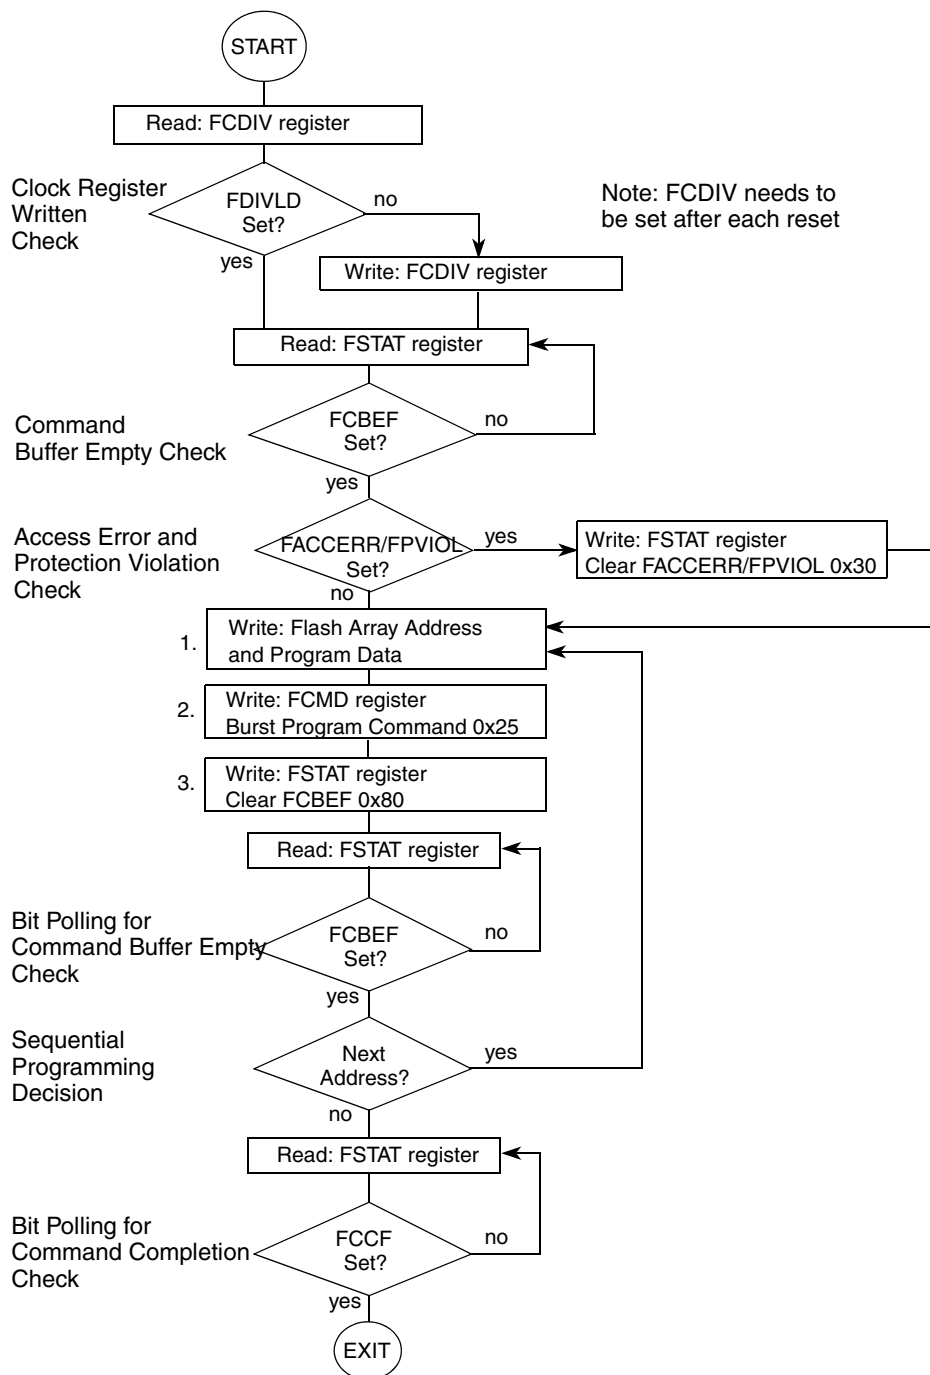 START
Read: FCDIV register
Clock Register
Written
Check
FDIVLD
Set?
no
yes
Note: FCDIV needs to
be set after each reset
Write: FCDIV register
Read: FSTAT register
Command
Buffer Empty Check
FCBEF
Set?
no
yes
Access Error and
Protection Violation
Check
FACCERR/FPVIOL
Set?
yes
no
Write: FSTAT register
Clear FACCERR/FPVIOL 0x30
1.
Write: Flash Array Address
and Program Data
2.
Write: FCMD register
Burst Program Command 0x25
3.
Write: FSTAT register
Clear FCBEF 0x80
Read: FSTAT register
Bit Polling for
Command Buffer Empty
Check
FCBEF
Set?
no
yes
Sequential
Programming
Decision
Next
Address?
yes
no
Read: FSTAT register
Bit Polling for
Command Completion
Check
FCCF
Set?
no
yes
EXIT